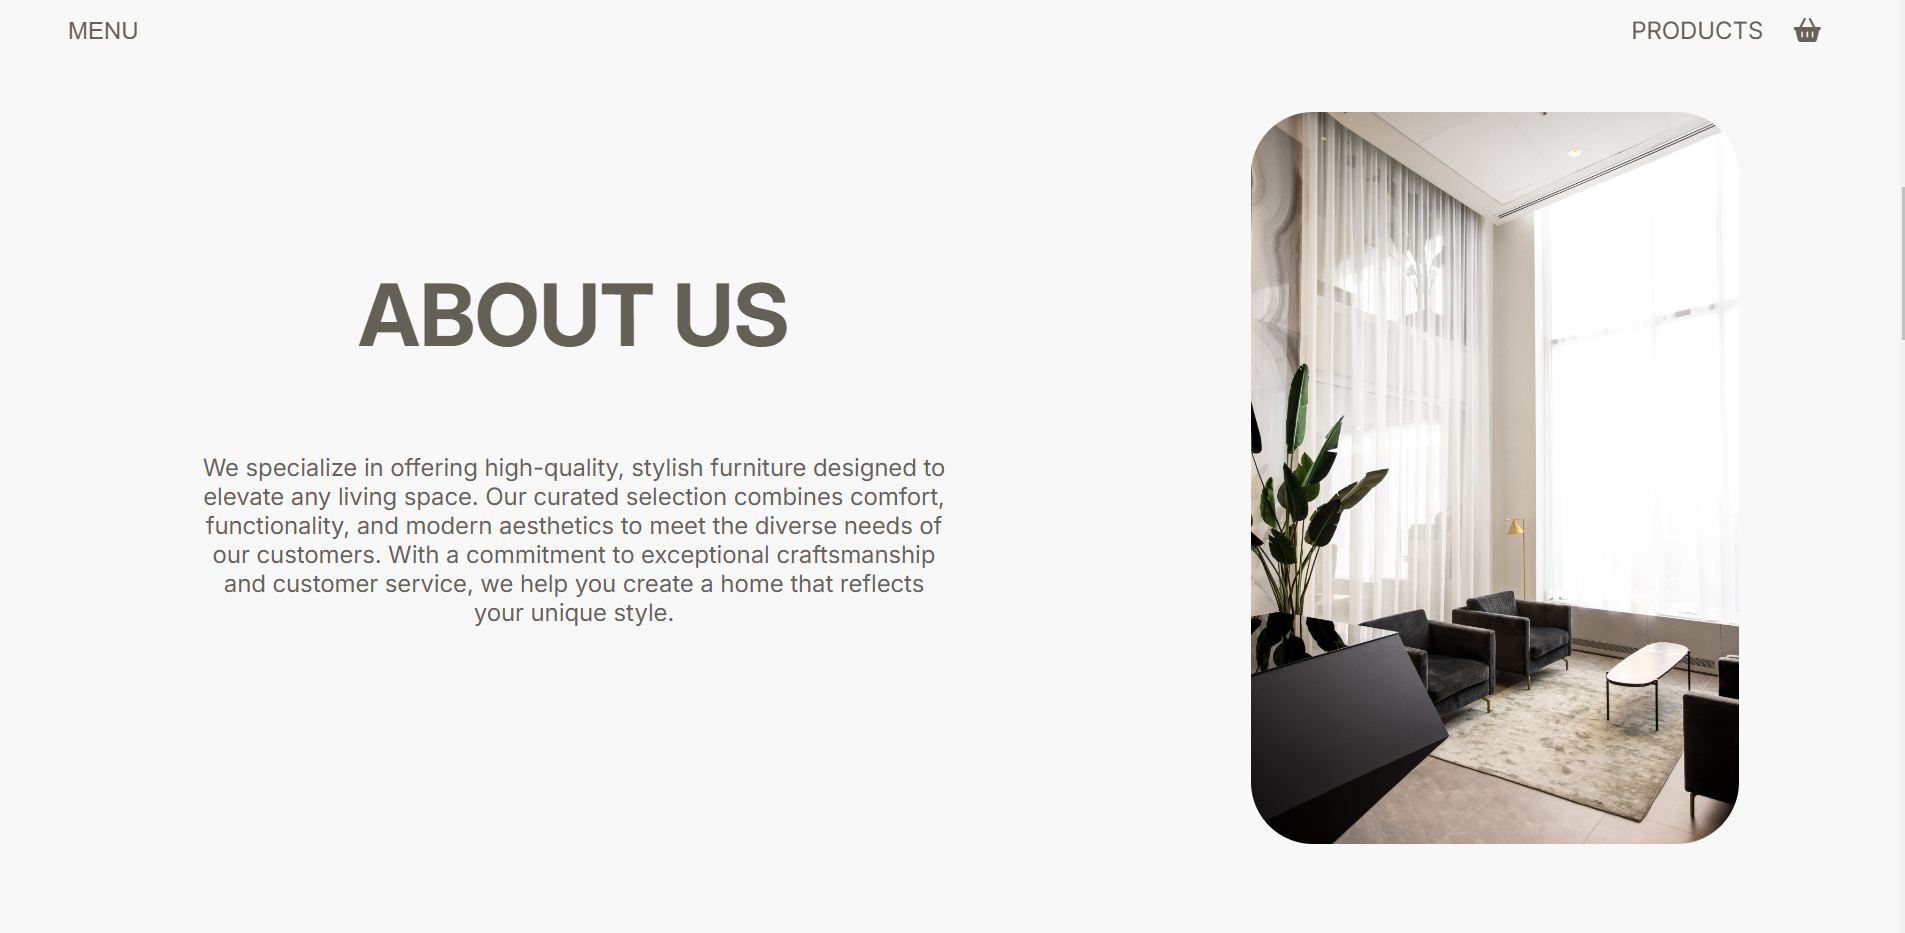 MENU
PRODUCTS
ABOUT US
We specialize in offering high-quality, stylish furniture designed to
elevate any living space. Our curated selection combines comfort,
functionality, and modern aesthetics to meet the diverse needs of
our customers. With a commitment to exceptional craftsmanship
and customer service, we help you create a home that reflects
your unique style.